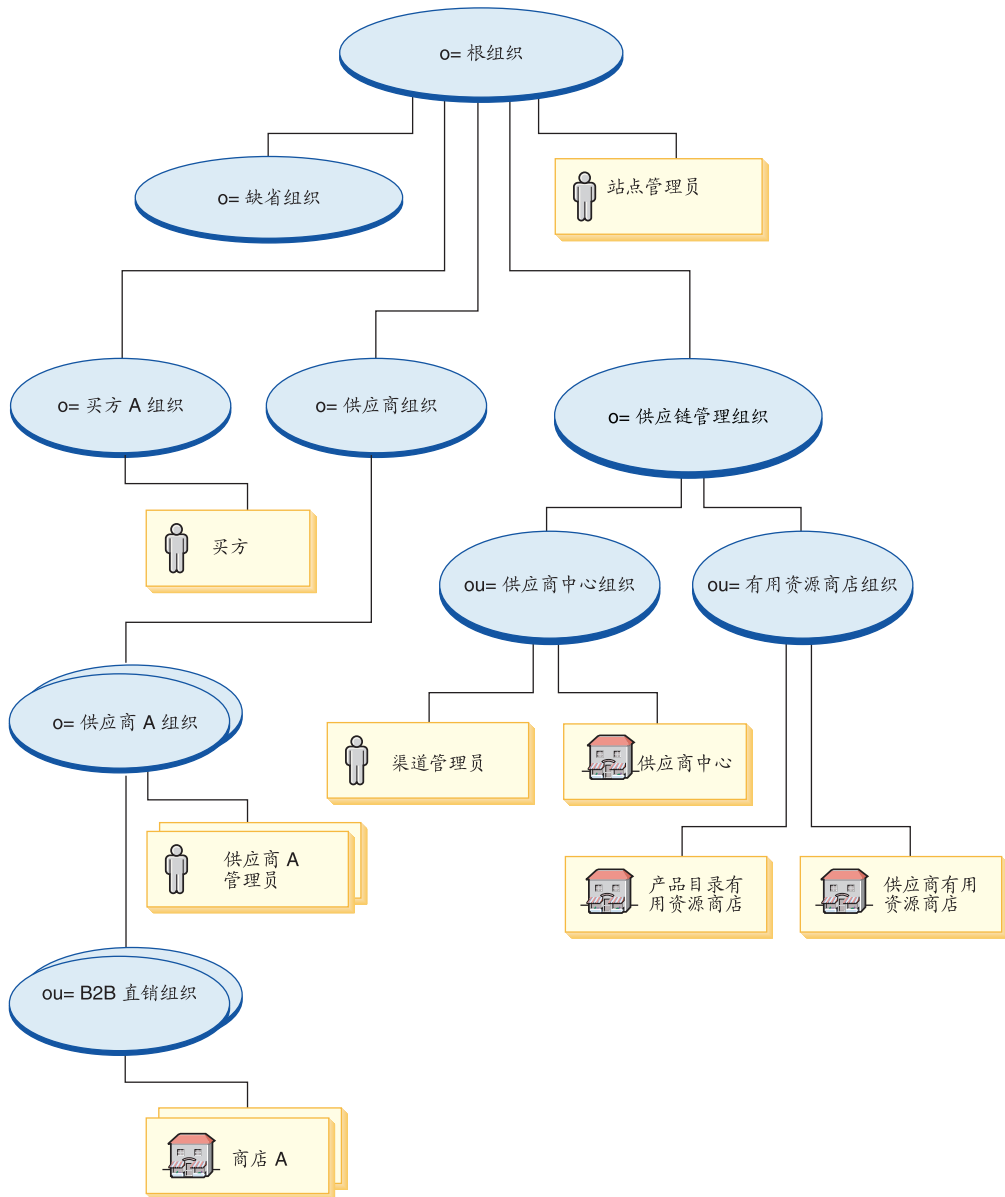 o= 根组织
o= 缺省组织
站点管理员
o= 买方 A 组织
o= 供应商组织
o= 供应链管理组织
买方
ou= 供应商中心组织
ou= 有用资源商店组织
o= 供应商 A 组织
渠道管理员
供应商中心
供应商 A
管理员
产品目录有
用资源商店
供应商有用
资源商店
ou= B2B 直销组织
商店 A